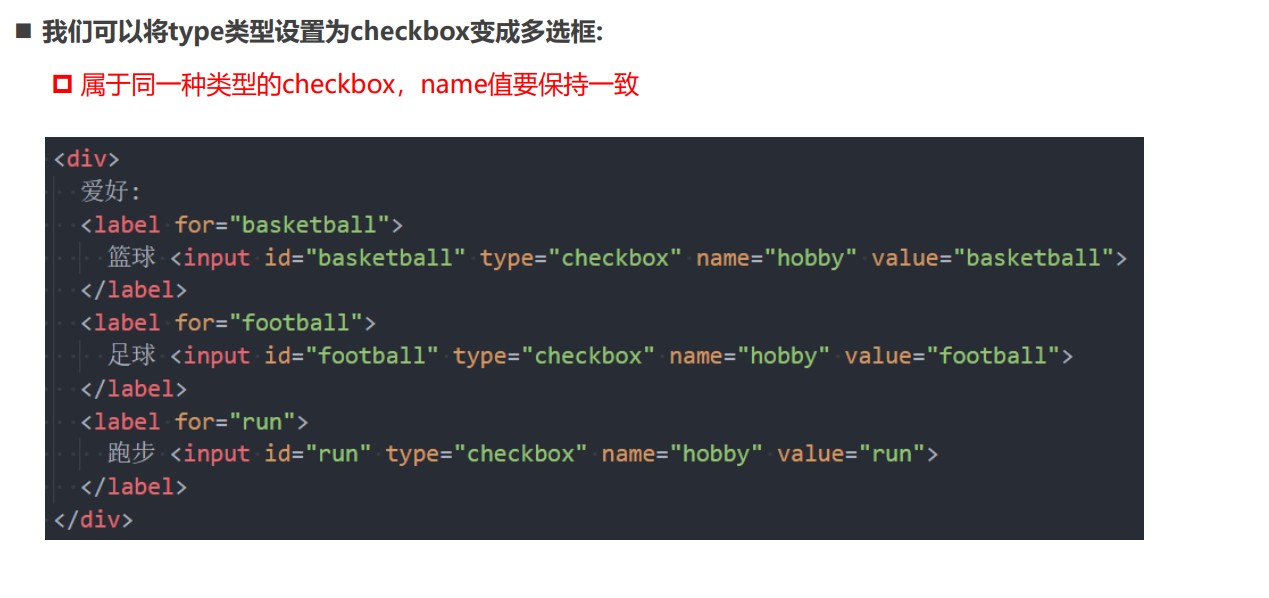 ■ 我们可以将type类型设置为checkbox变成多选框:
属于同一种类型的checkbox，name值要保持一致
<div>
爱好:
<label for="basketball">
篮球 <input id="basketball" type="checkbox" name="hobby" value="basketball">
</label>
<label for="football">
足球 <input id="football" type="checkbox" name="hobby" value="football">
</label>
<label for="run">
跑步 <input id="run" type="checkbox" name="hobby" value="run">
</label>
</div>